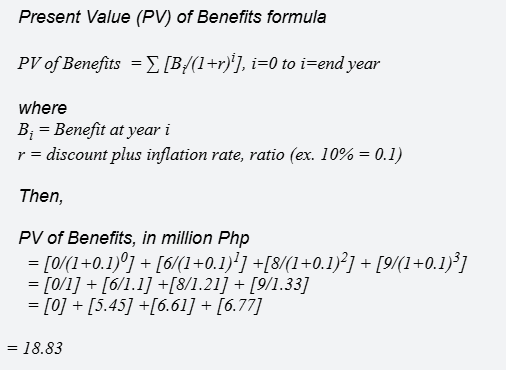 Present Value (PV) of Benefits formula
PV of Benefits = ∑ [Bᵢ/(1+r)ⁱ], i=0 to i=end year
where
Bᵢ = Benefit at year i
r = discount plus inflation rate, ratio (ex. 10% = 0.1)
Then,
PV of Benefits, in million Php
= [0/(1+0.1)⁰] + [6/(1+0.1)¹] +[8/(1+0.1)²] + [9/(1+0.1)³]
= [0/1] + [6/1.1] +[8/1.21] + [9/1.33]
= [0] + [5.45] +[6.61] + [6.77]
= 18.83